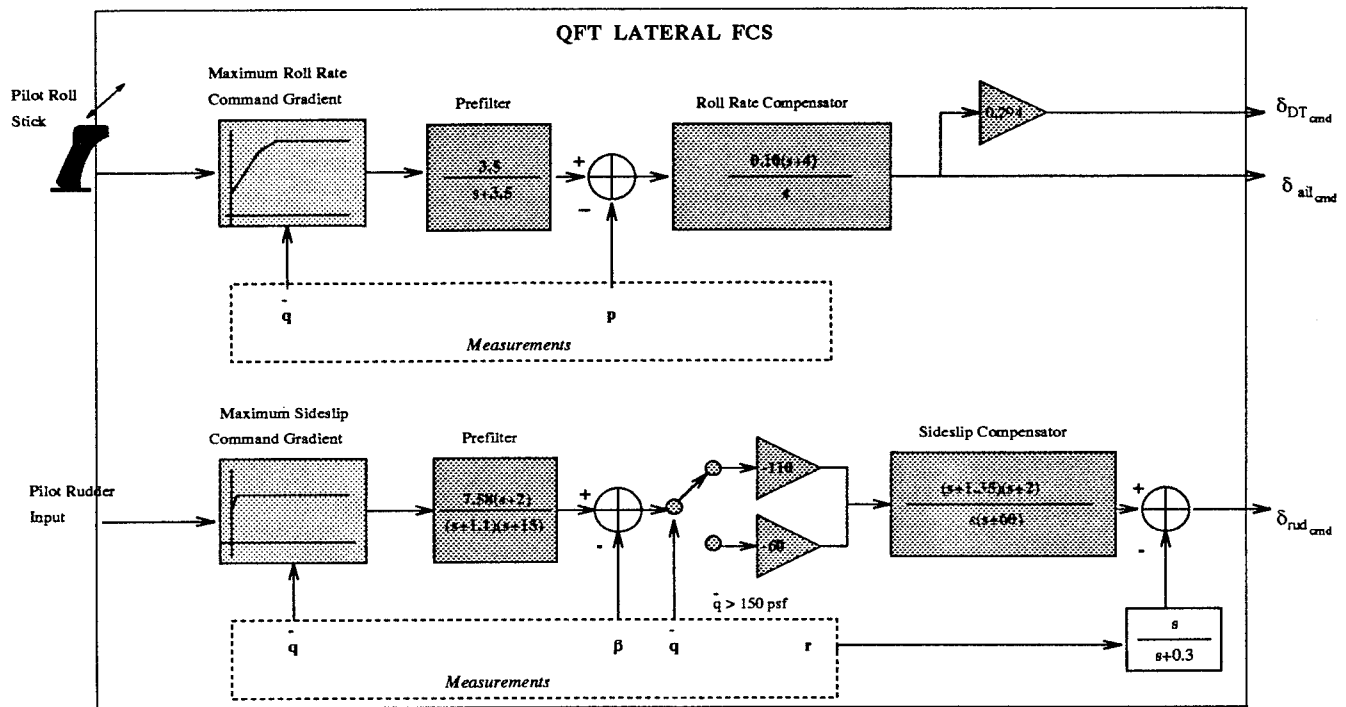 QFT LATERAL FCS
Pilot Roll
Stick
Maximum Roll Rate
Command Gradient
Prefilter
3.5
s+3.5
+
−
Roll Rate Compensator
0.10(s+4)
s
0.294
δDTcmd
δailcmd
q̄
p
Measurements
Pilot Rudder
Input
Maximum Sideslip
Command Gradient
Prefilter
7.58(s+2)
(s+1.1)(s+15)
+
-
-110
-60
q̄ > 150 psf
Sideslip Compensator
(s+1.35)(s+2)
s(s+60)
+
-
δrudcmd
s
s+0.3
q̄
β
q̄
r
Measurements